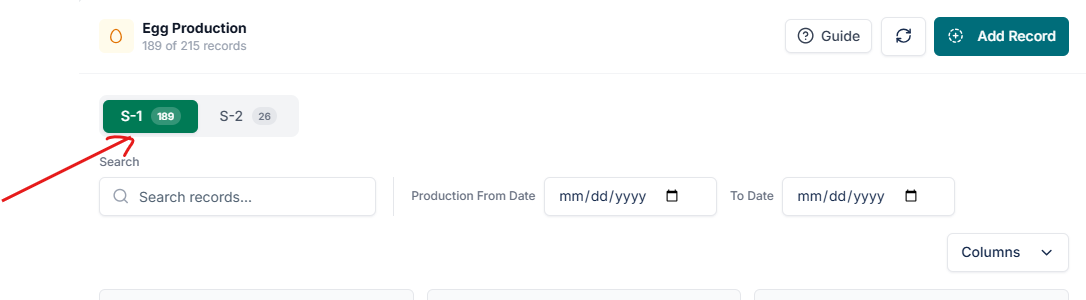 Egg Production
189 of 215 records
Guide
Add Record
S-1 189 S-2 26
Search
Search records...
Production From Date mm/dd/yyyy To Date mm/dd/yyyy
Columns